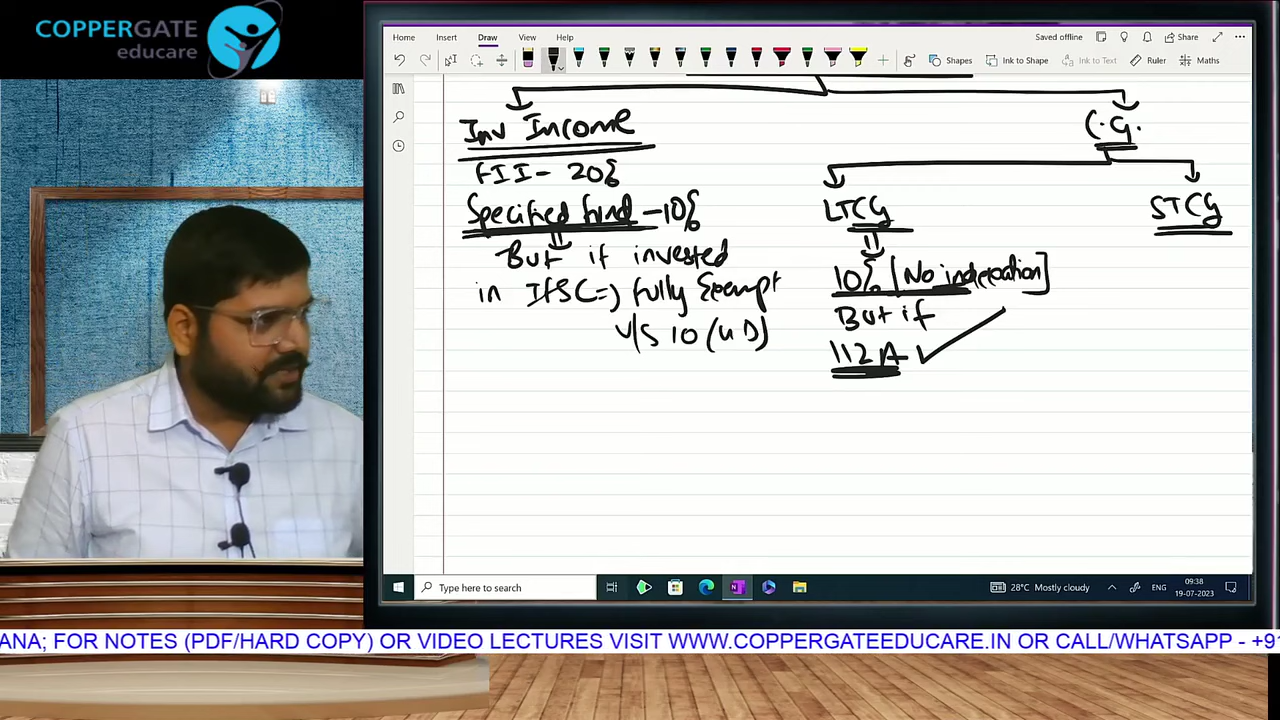 COPPERGATE
educare
Home Insert Draw View Help
Saved offline
Share
Shapes
Ink to Shape
Ink to Text
Ruler
Maths
Inv Income
FII- 20%
Specified fund -10%
But if invested
in IFSC=) fully Exempt
u/s 10 (4D)
C.G.
LTCG
STCG
10% [No indexation]
But if
112A
Type here to search
28°C Mostly cloudy
ENG
09:38
19-07-2023
ANA; FOR NOTES (PDF/HARD COPY) OR VIDEO LECTURES VISIT WWW.COPPERGATEEDUCARE.IN OR CALL/WHATSAPP - +9